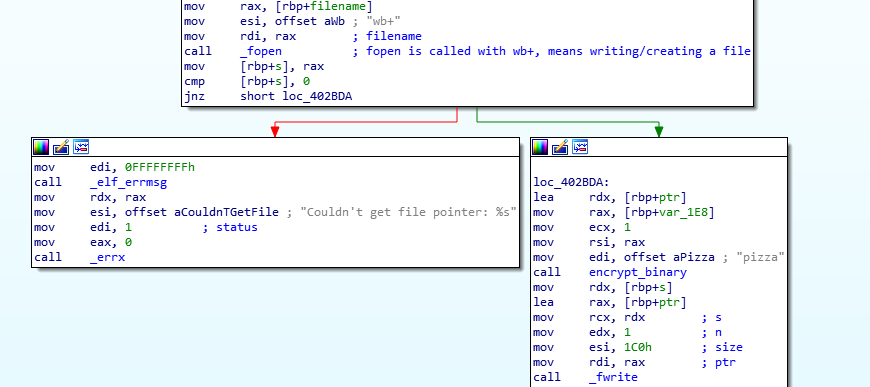 mov rax, [rbp+filename]
mov esi, offset aWb ; "wb+"
mov rdi, rax ; filename
call _fopen ; fopen is called with wb+, means writing/creating a file
mov [rbp+s], rax
cmp [rbp+s], 0
jnz short loc_402BDA
mov edi, 0FFFFFFFFh
call _elf_errmsg
mov rdx, rax
mov esi, offset aCouldnTGetFile ; "Couldn't get file pointer: %s"
mov edi, 1 ; status
mov eax, 0
call _errx
loc_402BDA:
lea rdx, [rbp+ptr]
mov rax, [rbp+var_1E8]
mov ecx, 1
mov rsi, rax
mov edi, offset aPizza ; "pizza"
call encrypt_binary
mov rdx, [rbp+s]
lea rax, [rbp+ptr]
mov rcx, rdx ; s
mov edx, 1 ; n
mov esi, 1C0h ; size
mov rdi, rax ; ptr
call _fwrite